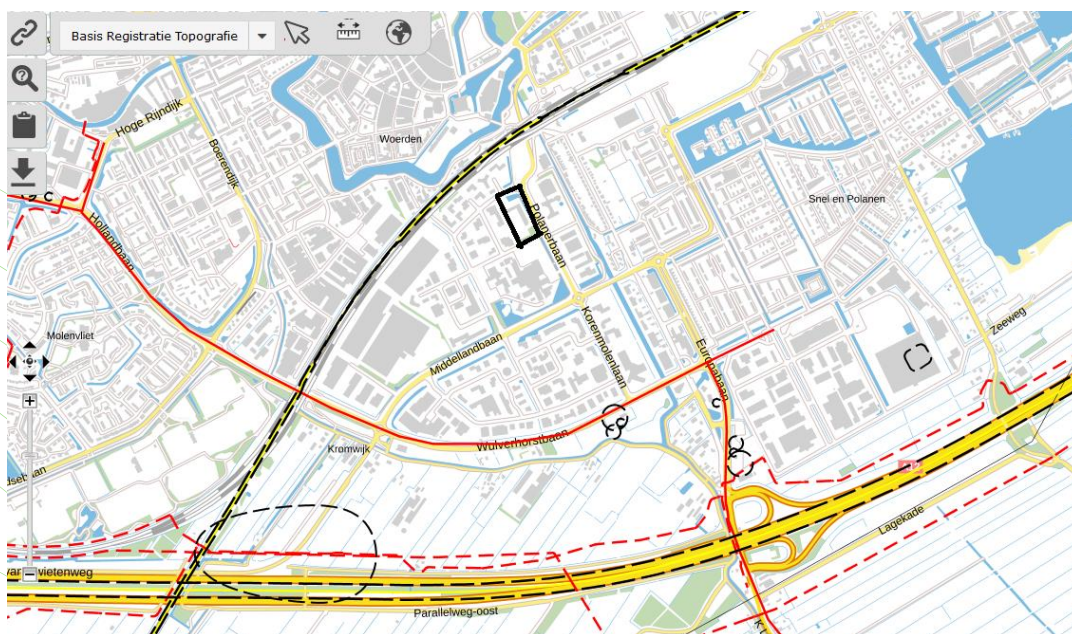 Basis Registratie Topografie
Hoge Rijndijk
Woerden
Boerendijk
Snel en Polanen
Hollandbaan
Polanerbaan
Molenvliet
Middellandbaan
Korenmolenlaan
Europabaan
Zeeweg
Wulverhorstbaan
Kromwijk
Lagekade
vietenweg
Parallelweg-oost